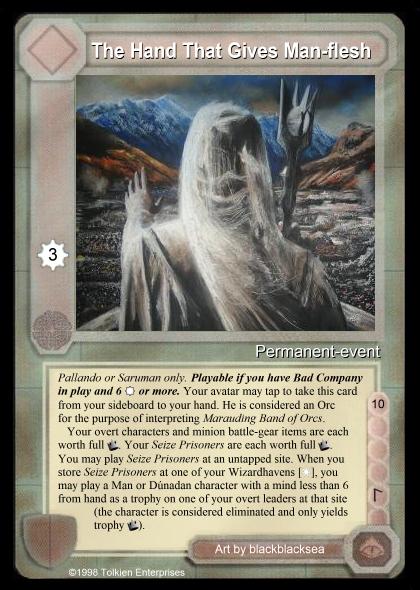 The Hand That Gives Man-flesh
3
Permanent-event
Pallando or Saruman only. Playable if you have Bad Company
in play and 6 or more. Your avatar may tap to take this card
from your sideboard to your hand. He is considered an Orc
for the purpose of interpreting Marauding Band of Orcs.
Your overt characters and minion battle-gear items are each
worth full . Your Seize Prisoners are each worth full .
You may play Seize Prisoners at an untapped site. When you
store Seize Prisoners at one of your Wizardhavens [ ], you
may play a Man or Dúnadan character with a mind less than 6
from hand as a trophy on one of your overt leaders at that site
(the character is considered eliminated and only yields
trophy ).
10
Art by blackblacksea
©1998 Tolkien Enterprises